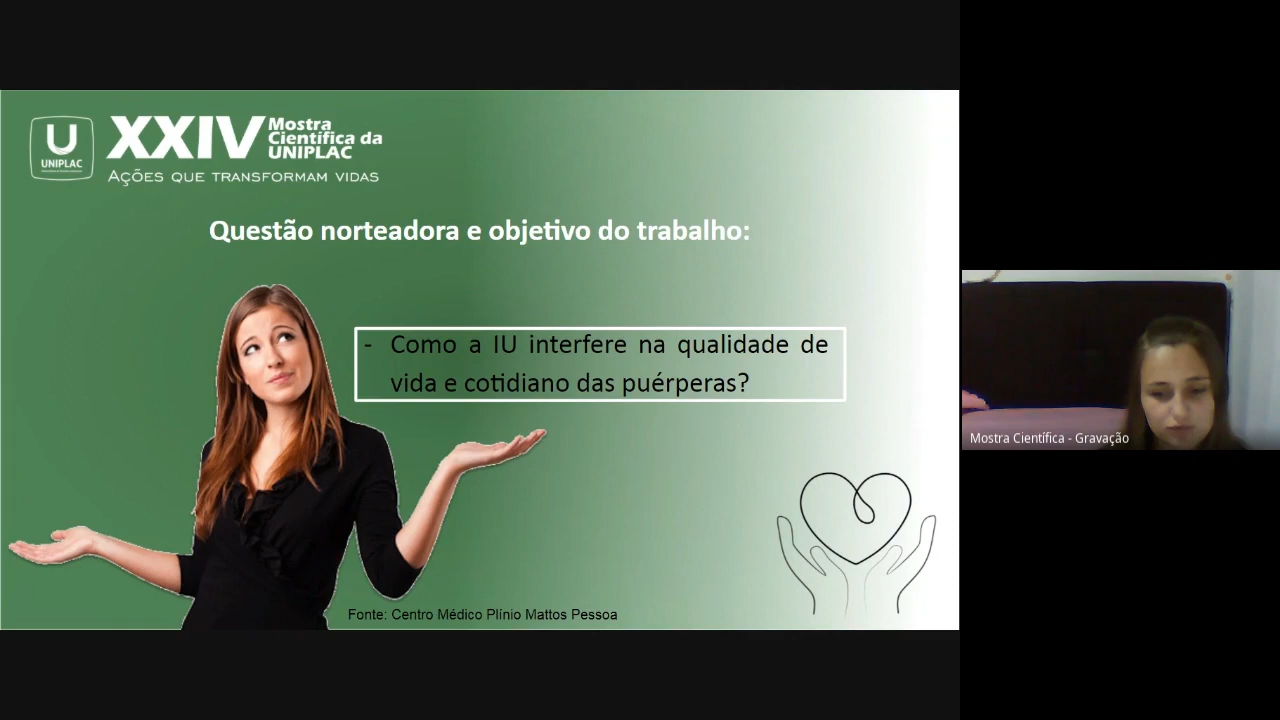 U
UNIPLAC
XXIV
Mostra
Científica da
UNIPLAC
AÇÕES QUE TRANSFORMAM VIDAS
Questão norteadora e objetivo do trabalho:
- Como a IU interfere na qualidade de
vida e cotidiano das puérperas?
Fonte: Centro Médico Plínio Mattos Pessoa
Mostra Científica - Gravação